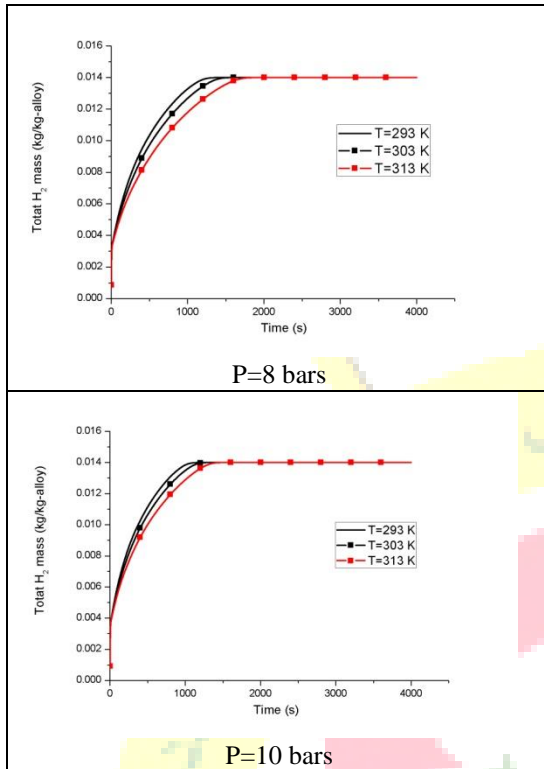 0.016
0.014
0.012
0.010
0.008
0.006
0.004
0.002
0.000
Totat H₂ mass (kg/kg-alloy)
T=293 K
T=303 K
T=313 K
0 1000 2000 3000 4000
Time (s)
P=8 bars
0.016
0.014
0.012
0.010
0.008
0.006
0.004
0.002
0.000
Totat H₂ mass (kg/kg-alloy)
T=293 K
T=303 K
T=313 K
0 1000 2000 3000 4000
Time (s)
P=10 bars